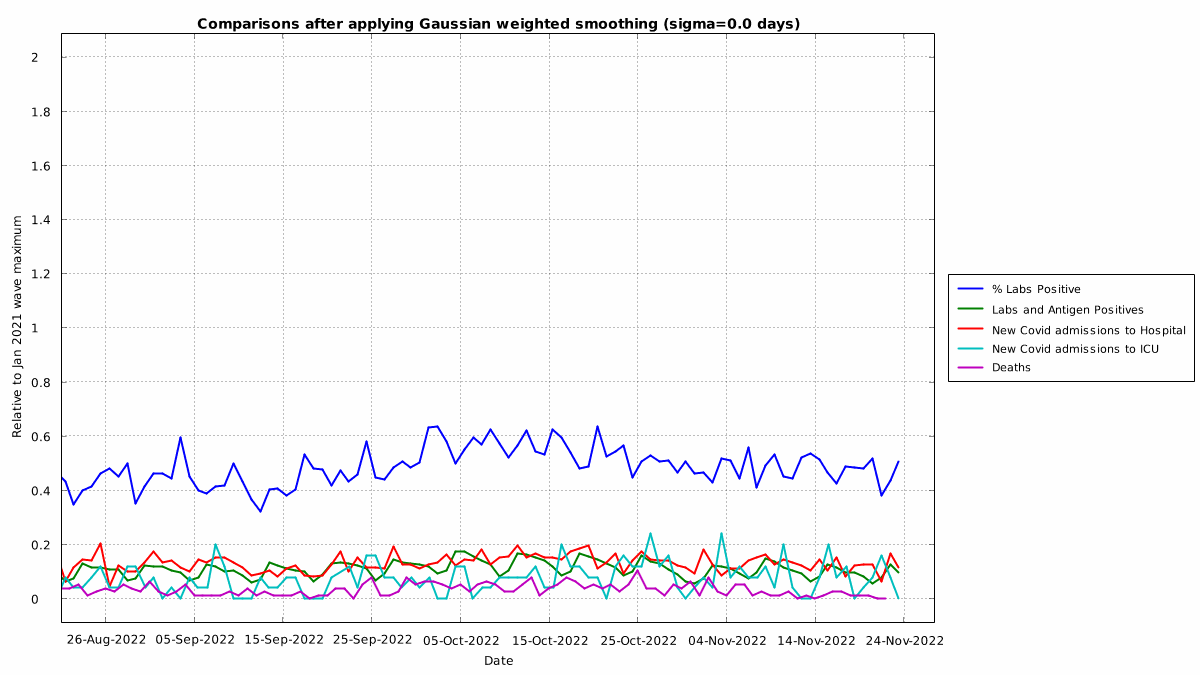 Comparisons after applying Gaussian weighted smoothing (sigma=0.0 days)
Relative to Jan 2021 wave maximum
2
1.8
1.6
1.4
1.2
1
0.8
0.6
0.4
0.2
0
26-Aug-2022 05-Sep-2022 15-Sep-2022 25-Sep-2022 05-Oct-2022 15-Oct-2022 25-Oct-2022 04-Nov-2022 14-Nov-2022 24-Nov-2022
Date
% Labs Positive
Labs and Antigen Positives
New Covid admissions to Hospital
New Covid admissions to ICU
Deaths